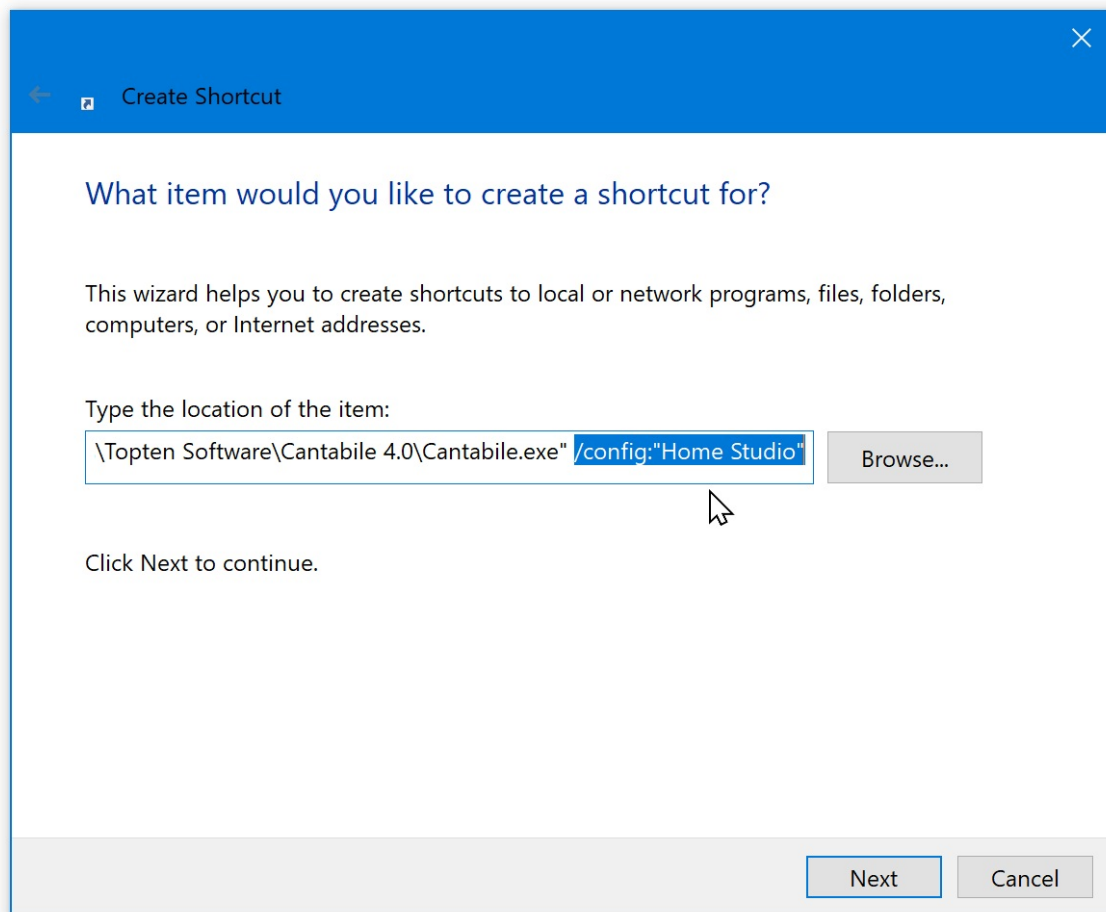 Create Shortcut
What item would you like to create a shortcut for?
This wizard helps you to create shortcuts to local or network programs, files, folders,
computers, or Internet addresses.
Type the location of the item:
\Topten Software\Cantabile 4.0\Cantabile.exe" /config:"Home Studio"
Browse...
Click Next to continue.
Next
Cancel